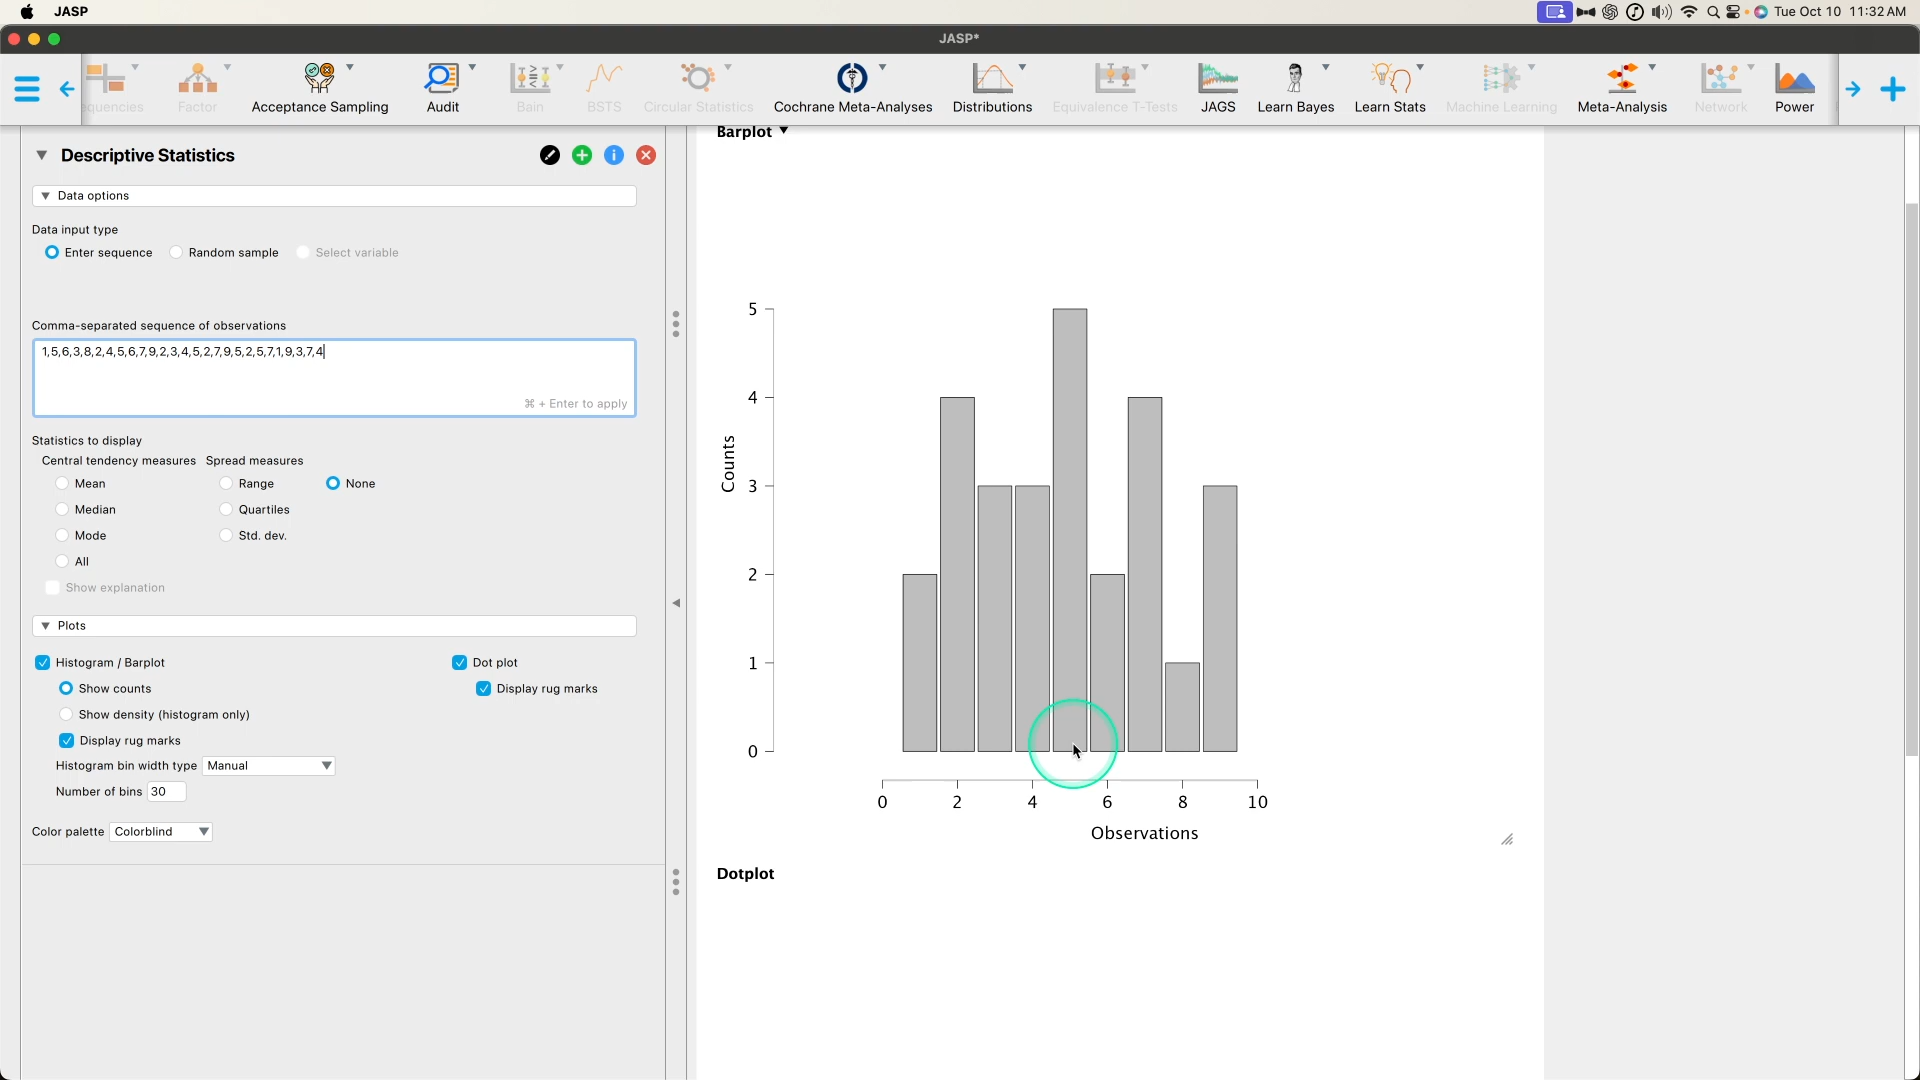 JASP
Tue Oct 10 11:32 AM
JASP*
equencies
Factor
Acceptance Sampling
Audit
Bain
BSTS
Circular Statistics
Cochrane Meta-Analyses
Distributions
Equivalence T-Tests
JAGS
Learn Bayes
Learn Stats
Machine Learning
Meta-Analysis
Network
Power
Descriptive Statistics
Data options
Data input type
Enter sequence
Random sample
Select variable
Comma-separated sequence of observations
1,5,6,3,8,2,4,5,6,7,9,2,3,4,5,2,7,9,5,2,5,7,1,9,3,7,4
⌘ + Enter to apply
Statistics to display
Central tendency measures
Spread measures
Mean
Range
None
Median
Quartiles
Mode
Std. dev.
All
Show explanation
Plots
Histogram / Barplot
Dot plot
Show counts
Display rug marks
Show density (histogram only)
Display rug marks
Histogram bin width type
Manual
Number of bins
30
Color palette
Colorblind
Barplot
5
4
3
2
1
0
Counts
0
2
4
6
8
10
Observations
Dotplot